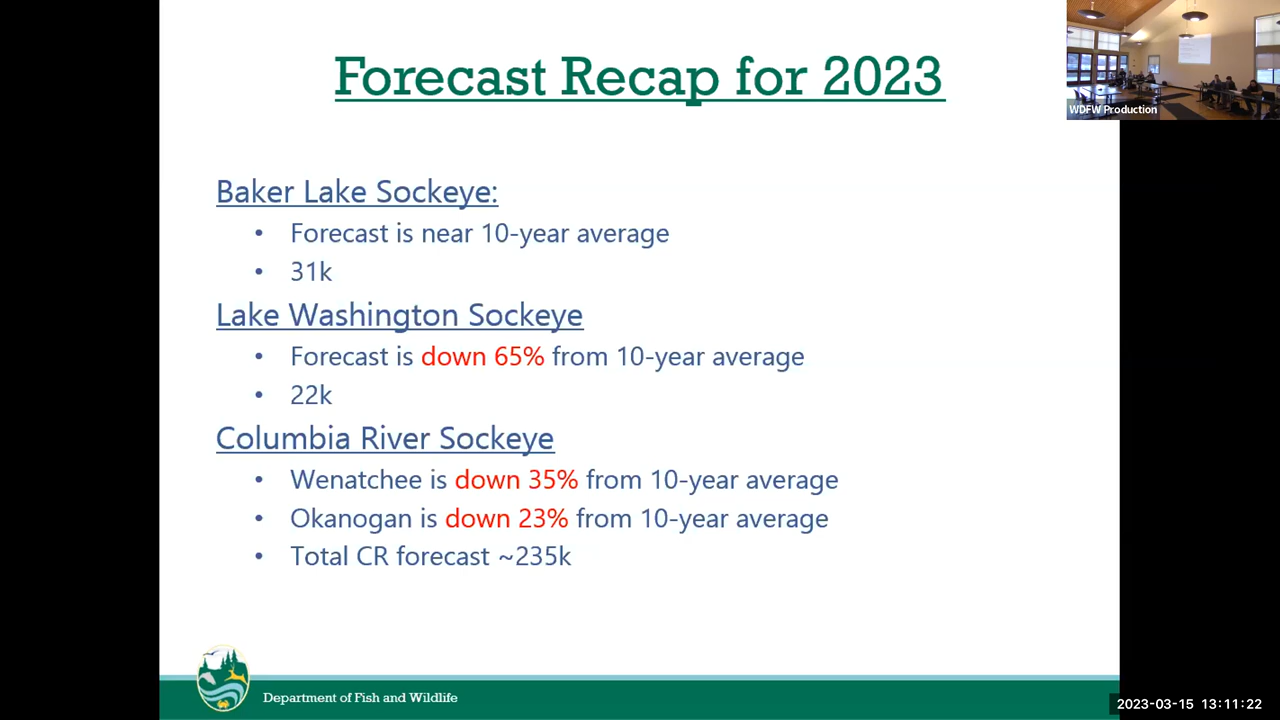 Forecast Recap for 2023
WDFW Production
Baker Lake Sockeye:
• Forecast is near 10-year average
• 31k
Lake Washington Sockeye
• Forecast is down 65% from 10-year average
• 22k
Columbia River Sockeye
• Wenatchee is down 35% from 10-year average
• Okanogan is down 23% from 10-year average
• Total CR forecast ~235k
Department of Fish and Wildlife
2023-03-15 13:11:22